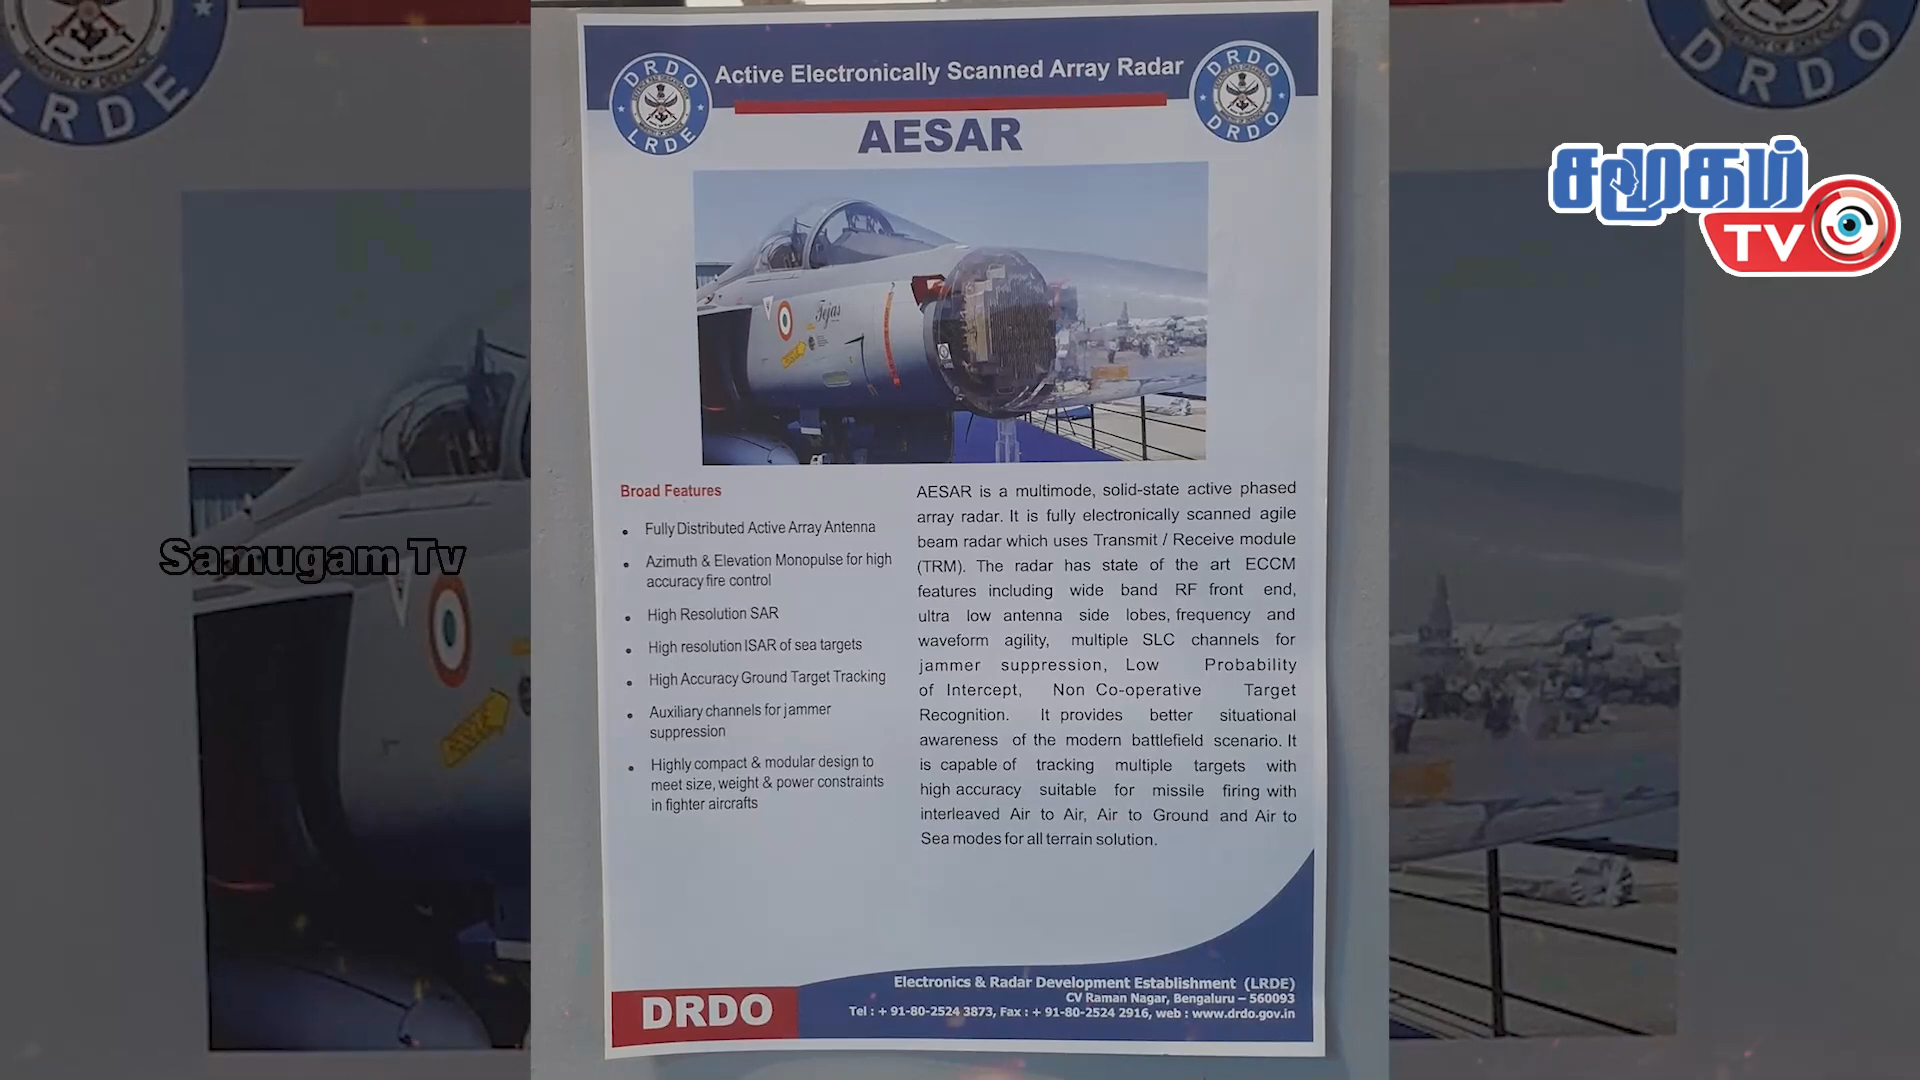 Active Electronically Scanned Array Radar
AESAR
DRDO
LRDE
DRDO
DRDO
Tejas
Broad Features
• Fully Distributed Active Array Antenna
• Azimuth & Elevation Monopulse for high
accuracy fire control
• High Resolution SAR
• High resolution ISAR of sea targets
• High Accuracy Ground Target Tracking
• Auxiliary channels for jammer
suppression
• Highly compact & modular design to
meet size, weight & power constraints
in fighter aircrafts
AESAR is a multimode, solid-state active phased
array radar. It is fully electronically scanned agile
beam radar which uses Transmit / Receive module
(TRM). The radar has state of the art ECCM
features including wide band RF front end,
ultra low antenna side lobes, frequency and
waveform agility, multiple SLC channels for
jammer suppression, Low Probability
of Intercept, Non Co-operative Target
Recognition. It provides better situational
awareness of the modern battlefield scenario. It
is capable of tracking multiple targets with
high accuracy suitable for missile firing with
interleaved Air to Air, Air to Ground and Air to
Sea modes for all terrain solution.
DRDO
Electronics & Radar Development Establishment (LRDE)
CV Raman Nagar, Bengaluru – 560093
Tel : + 91-80-2524 3873, Fax : + 91-80-2524 2916, web : www.drdo.gov.in
சமூகம்
TV
Samugam Tv
MINISTRY OF DEFENCE
LRDE
DRDO